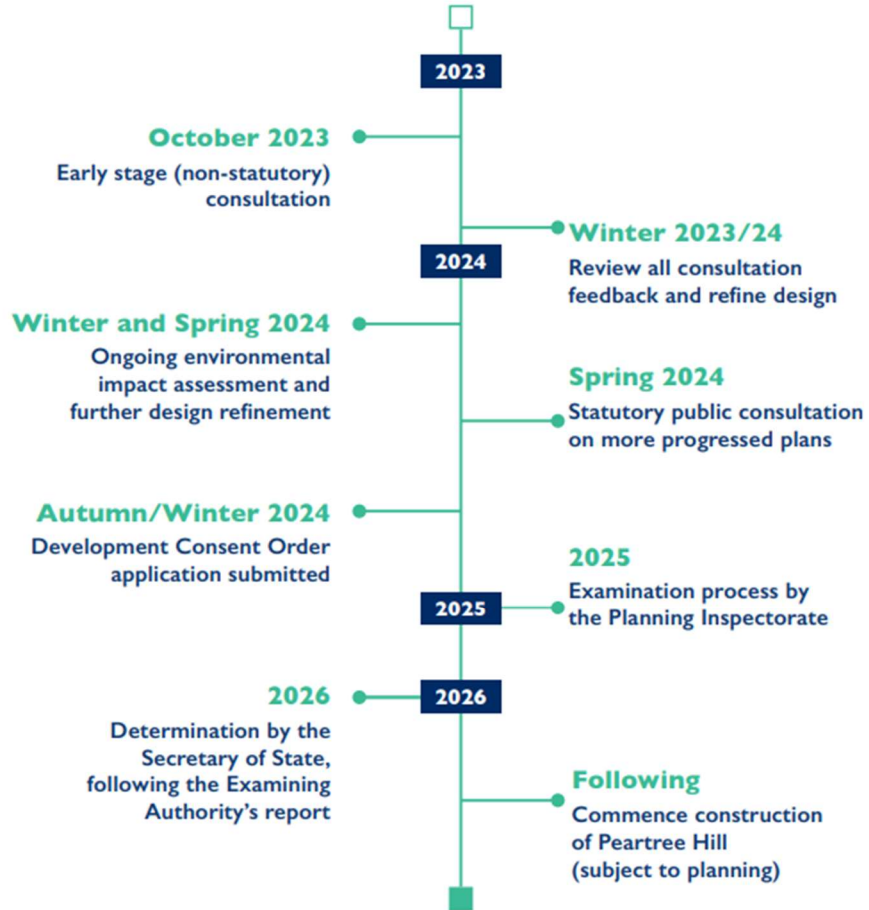 2023
October 2023
Early stage (non-statutory)
consultation
Winter 2023/24
Review all consultation
feedback and refine design
2024
Winter and Spring 2024
Ongoing environmental
impact assessment and
further design refinement
Spring 2024
Statutory public consultation
on more progressed plans
Autumn/Winter 2024
Development Consent Order
application submitted
2025
Examination process by
the Planning Inspectorate
2025
2026
Determination by the
Secretary of State,
following the Examining
Authority's report
2026
Following
Commence construction
of Peartree Hill
(subject to planning)